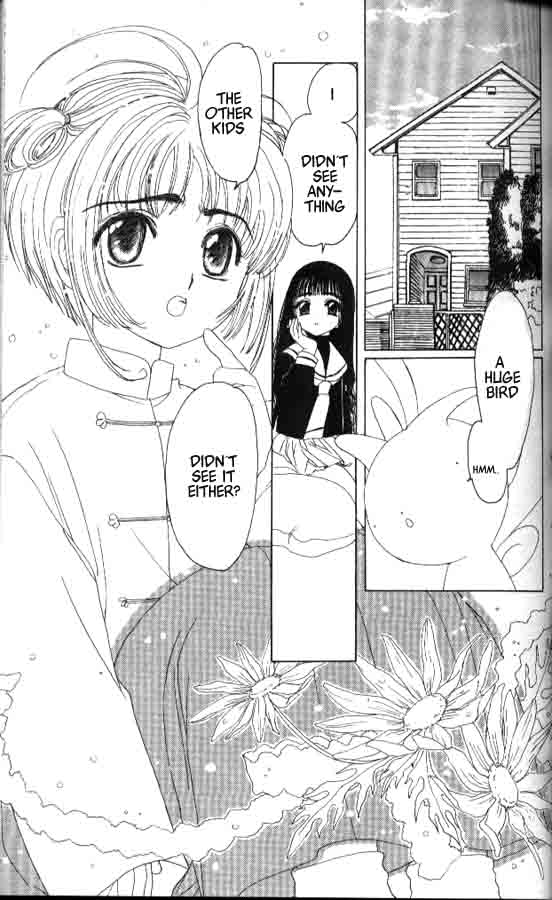 A
HUGE
BIRD
HMM..
I
DIDN'T
SEE
ANY-
THING
THE
OTHER
KIDS
DIDN'T
SEE IT
EITHER?